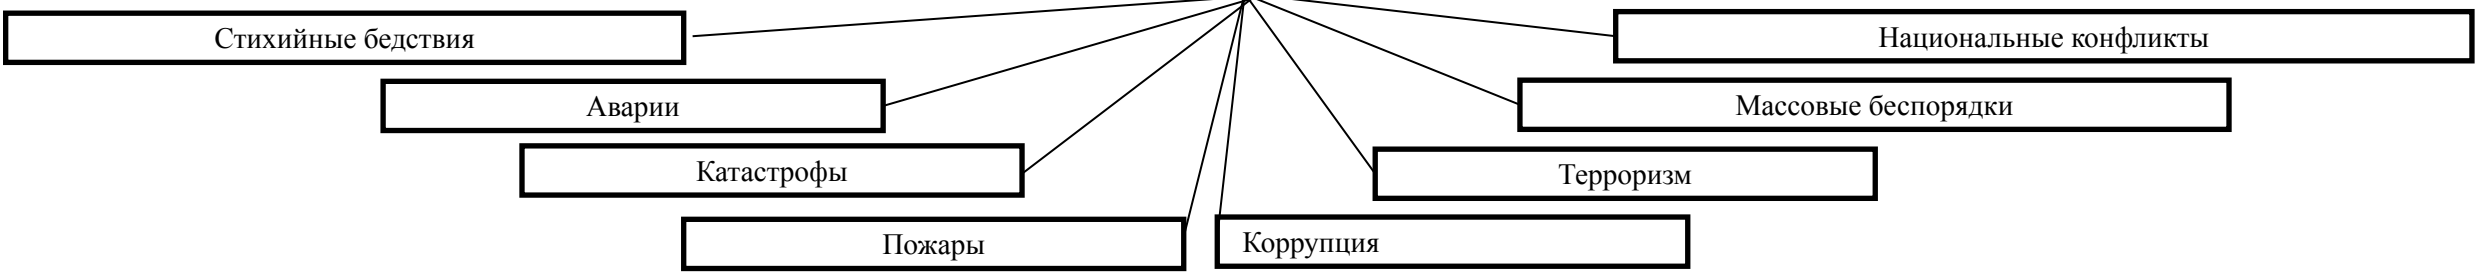 Стихийные бедствия
Национальные конфликты
Аварии
Массовые беспорядки
Катастрофы
Терроризм
Пожары
Коррупция